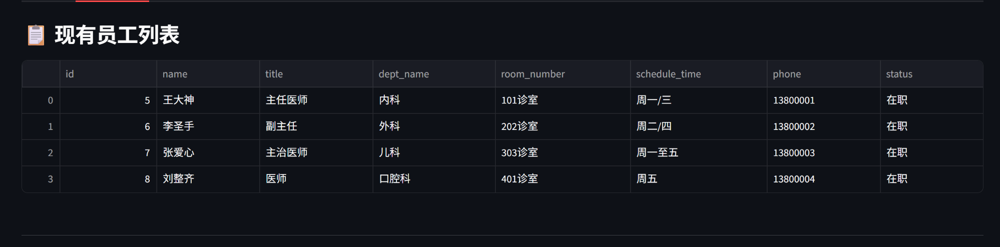 现有员工列表
id name title dept_name room_number schedule_time phone status
0 5 王大神 主任医师 内科 101诊室 周一/三 13800001 在职
1 6 李圣手 副主任 外科 202诊室 周二/四 13800002 在职
2 7 张爱心 主治医师 儿科 303诊室 周一至五 13800003 在职
3 8 刘整齐 医师 口腔科 401诊室 周五 13800004 在职